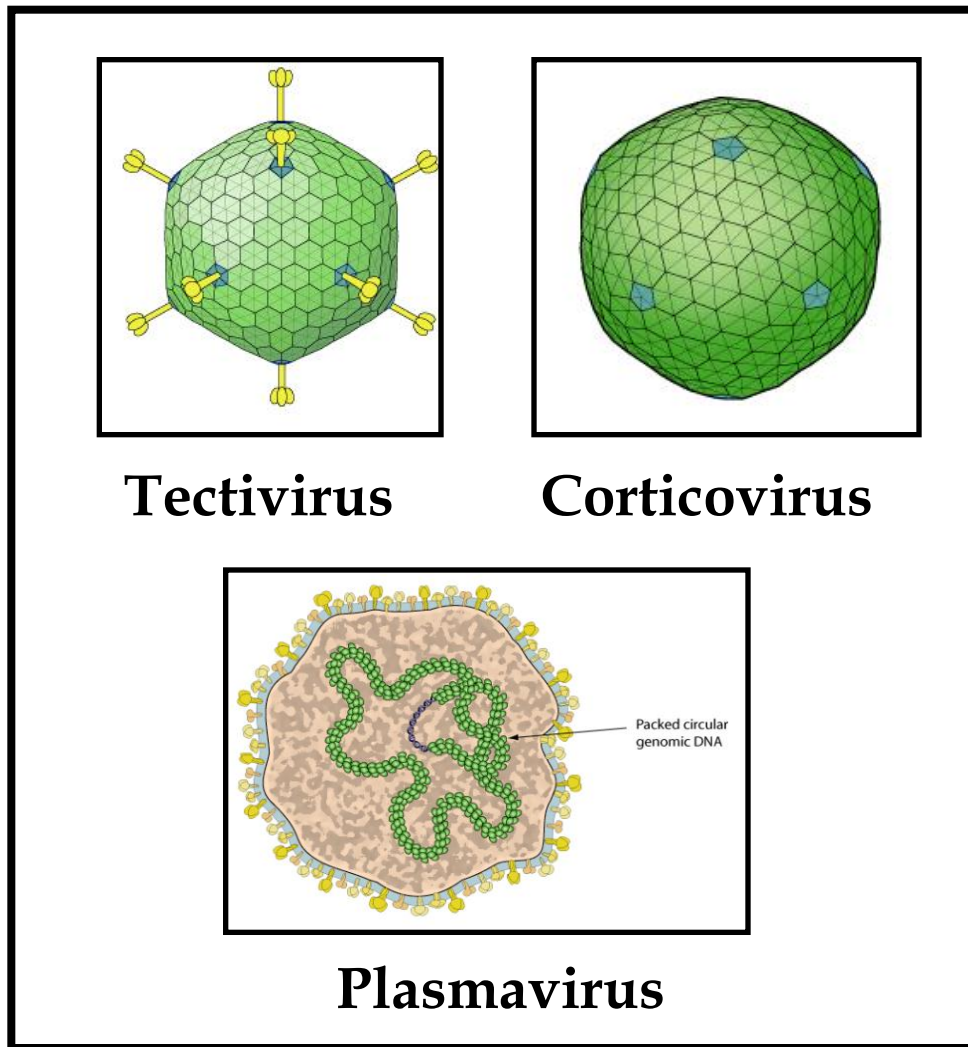 Tectivirus
Corticovirus
Packed circular
genomic DNA
Plasmavirus